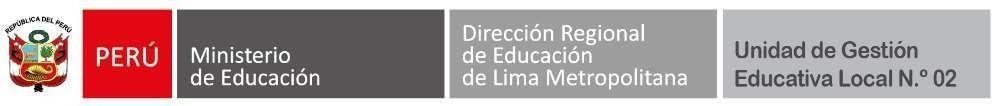 REPÚBLICA DEL PERÚ
PERÚ
Ministerio
de Educación
Dirección Regional
de Educación
de Lima Metropolitana
Unidad de Gestión
Educativa Local N.º 02